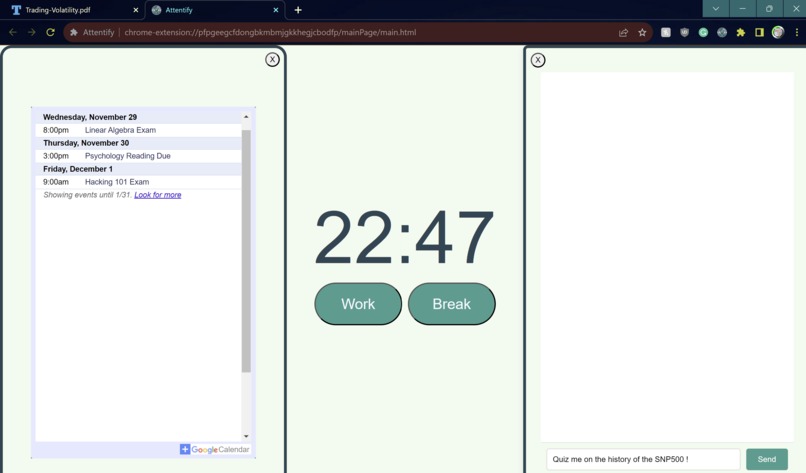 Trading-Volatility.pdf
Attentify
Attentify | chrome-extension://pfpgeegcfdongbkmbmjgkkhegjcbodfp/mainPage/main.html
X
X
Wednesday, November 29
8:00pm Linear Algebra Exam
Thursday, November 30
3:00pm Psychology Reading Due
Friday, December 1
9:00am Hacking 101 Exam
Showing events until 1/31. Look for more
Google Calendar
22:47
Work
Break
Quiz me on the history of the SNP500 !
Send